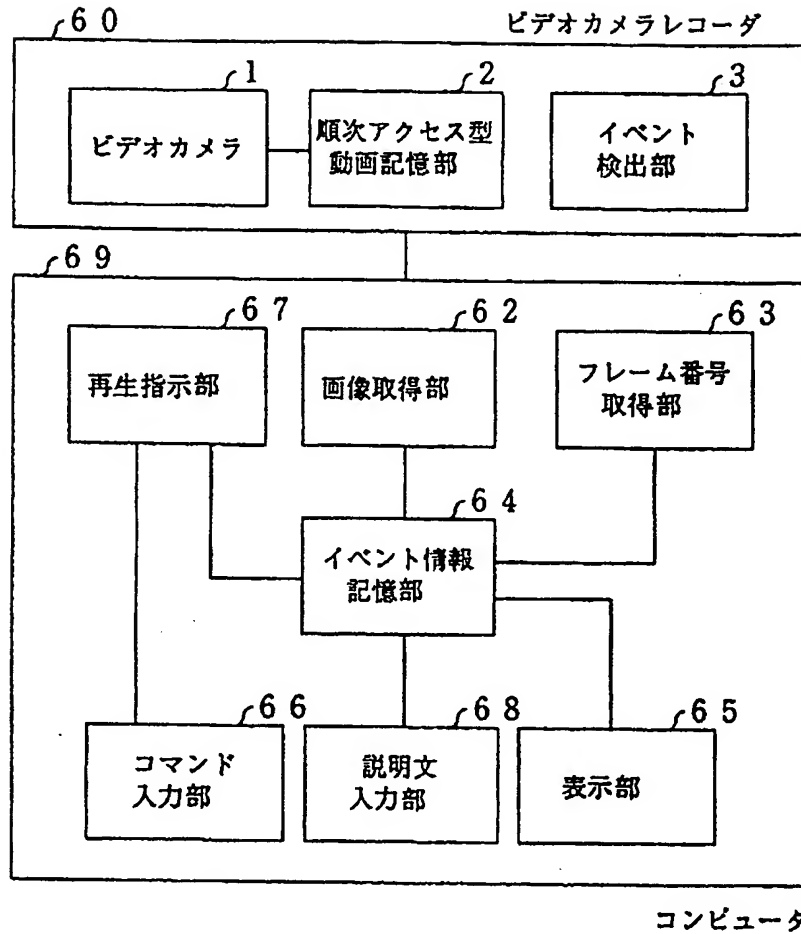 60
ビデオカメラレコーダ
1
2
3
ビデオカメラ
順次アクセス型
動画記憶部
イベント
検出部
69
67
62
63
再生指示部
画像取得部
フレーム番号
取得部
64
イベント情報
記憶部
66
68
65
コマンド
入力部
説明文
入力部
表示部
コンピュータ